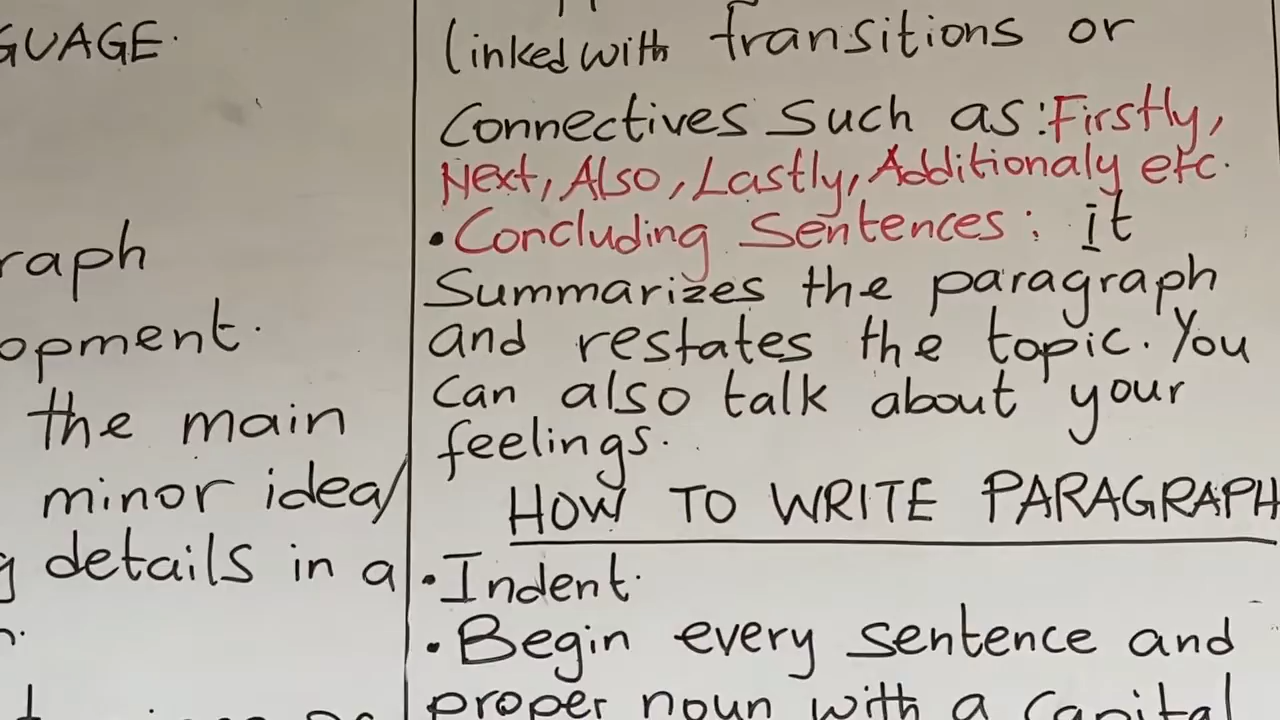 GUAGE.
raph
opment.
the main
minor idea/
details in a
linked with transitions or
Connectives such as: Firstly,
Next, Also, Lastly, Additionaly etc.
• Concluding Sentences: it
Summarizes the paragraph
and restates the topic. You
can also talk about your
feelings.
HOW TO WRITE PARAGRAPH
• Indent.
• Begin every sentence and
proper noun with a Capital